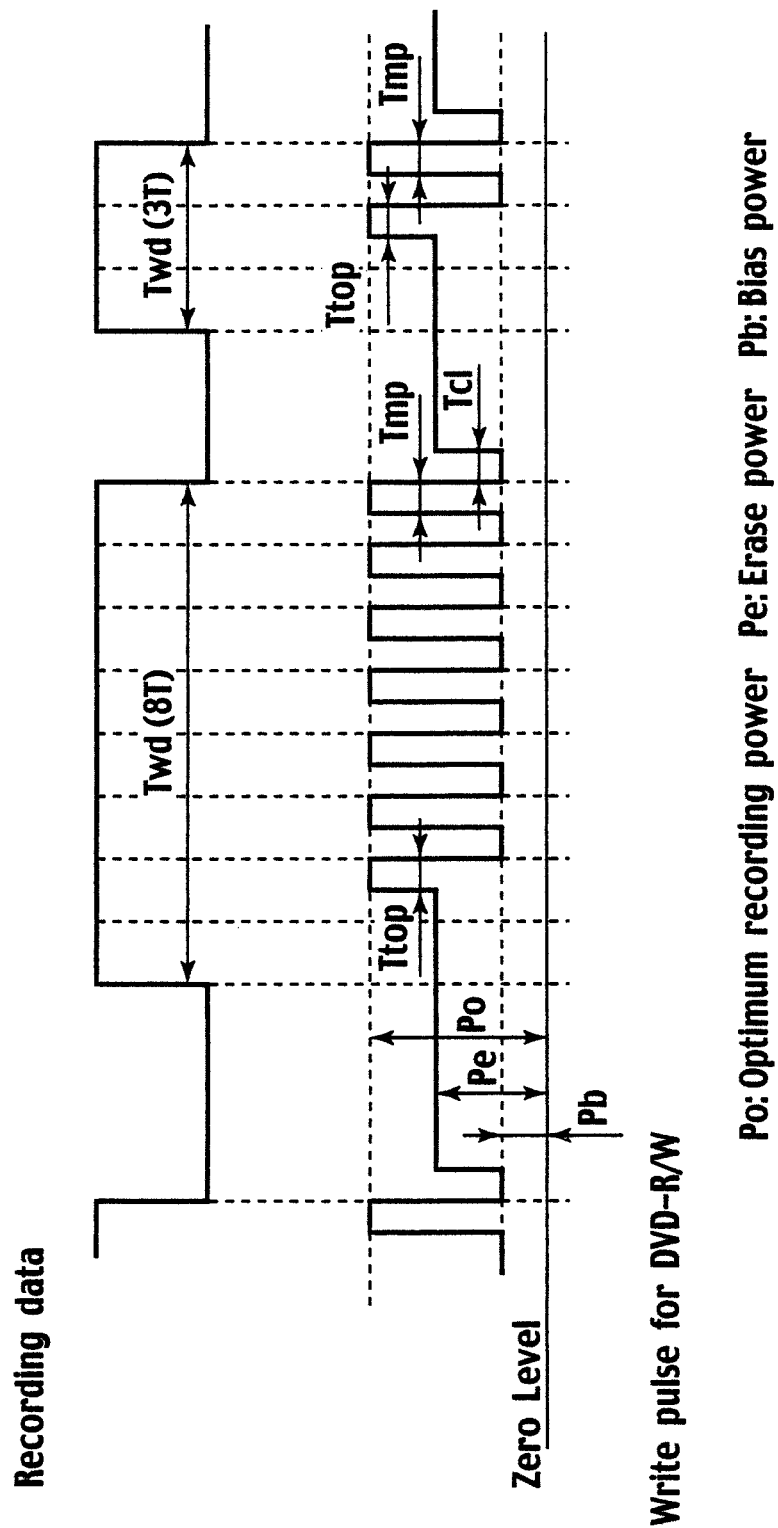 Recording data
Twd (8T)
Twd (3T)
Ttop
Tmp
Tcl
Ttop
Tmp
Po
Pe
Pb
Zero Level
Write pulse for DVD–R/W
Po: Optimum recording power Pe: Erase power Pb: Bias power